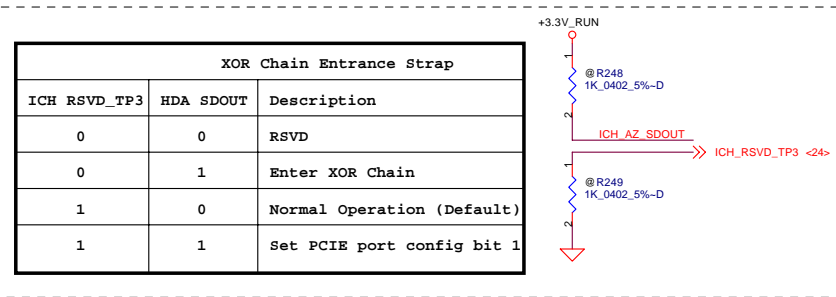 +3.3V_RUN
XOR Chain Entrance Strap
ICH RSVD_TP3 HDA SDOUT Description
0 0 RSVD
0 1 Enter XOR Chain
1 0 Normal Operation (Default)
1 1 Set PCIE port config bit 1
1
@R248
1K_0402_5%~D
2
ICH_AZ_SDOUT
ICH_RSVD_TP3 <24>
1
@R249
1K_0402_5%~D
2